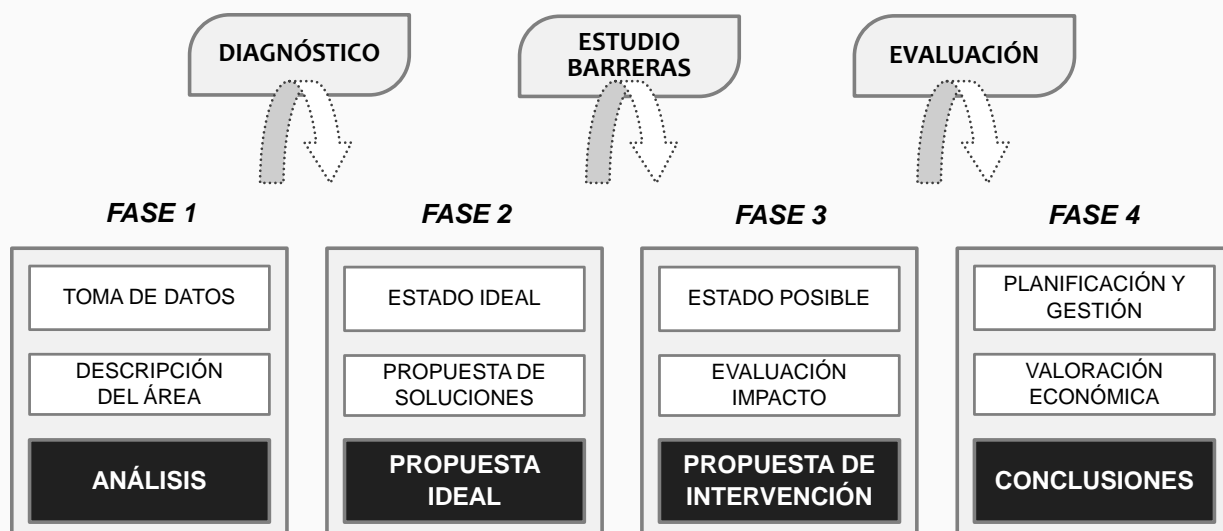 DIAGNÓSTICO
ESTUDIO
BARRERAS
EVALUACIÓN
FASE 1
FASE 2
FASE 3
FASE 4
TOMA DE DATOS
DESCRIPCIÓN
DEL ÁREA
ANÁLISIS
ESTADO IDEAL
PROPUESTA DE
SOLUCIONES
PROPUESTA
IDEAL
ESTADO POSIBLE
EVALUACIÓN
IMPACTO
PROPUESTA DE
INTERVENCIÓN
PLANIFICACIÓN Y
GESTIÓN
VALORACIÓN
ECONÓMICA
CONCLUSIONES